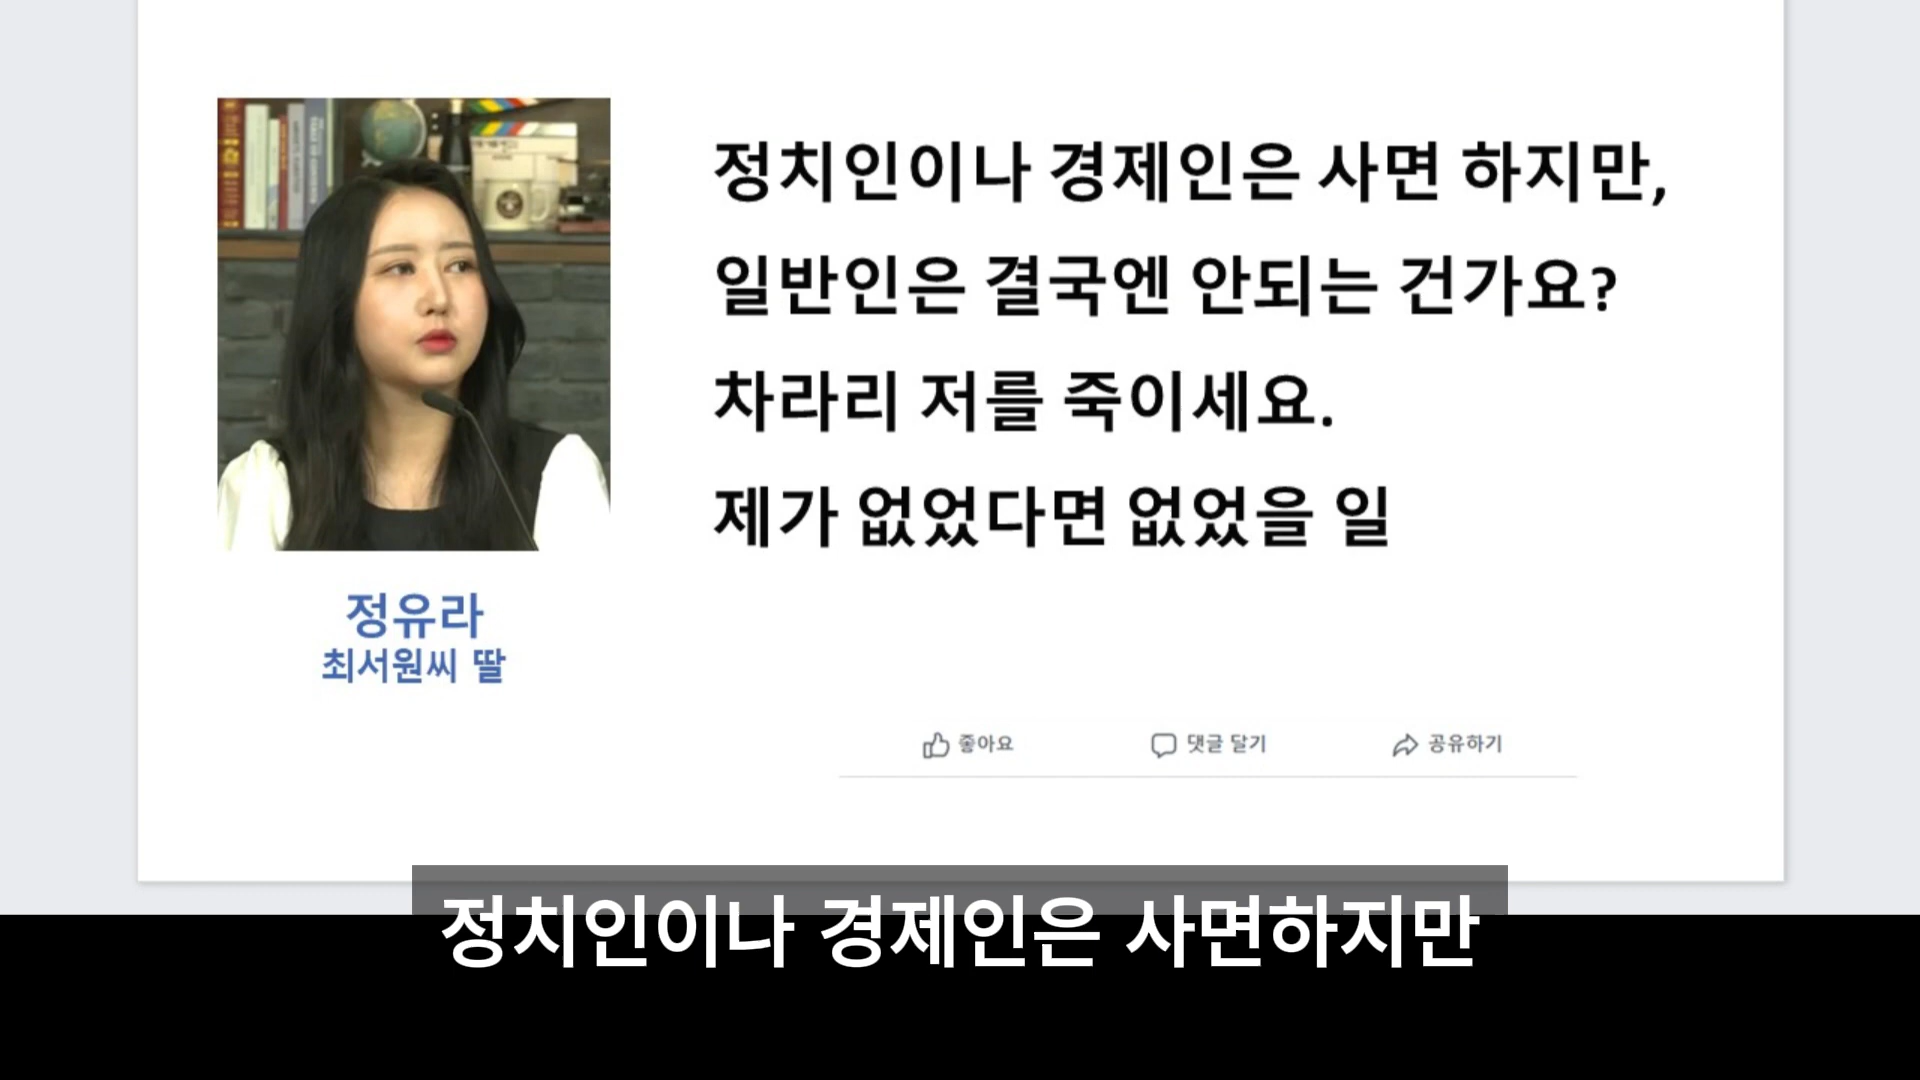 정치인이나 경제인은 사면 하지만,
일반인은 결국엔 안되는 건가요?
차라리 저를 죽이세요.
제가 없었다면 없었을 일
정유라
최서원씨 딸
좋아요
댓글 달기
공유하기
정치인이나 경제인은 사면하지만